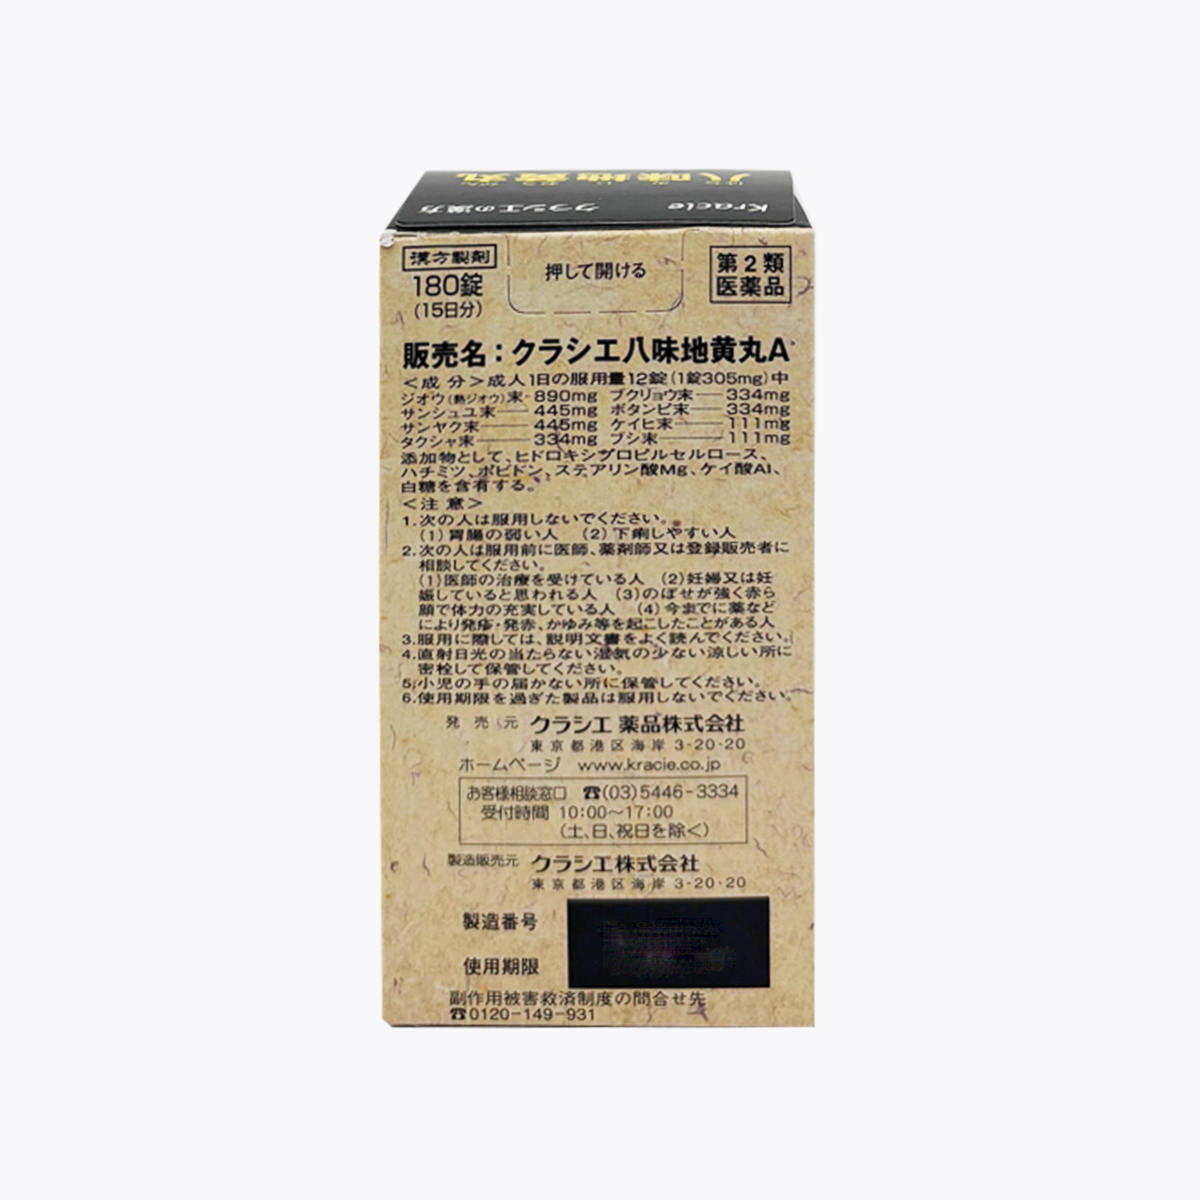 八味地黄丸
Kracie クラシエの漢方
漢方製剤
180錠
(15日分)
押して開ける
第2類
医薬品
販売名:クラシエ八味地黄丸A
<成分>成人1日の服用量12錠(1錠305mg)中
ジオウ(熟ジオウ)末 890mg ブクリョウ末 334mg
サンシュユ末 445mg ボタンピ末 334mg
サンヤク末 445mg ケイヒ末 111mg
タクシャ末 334mg ブシ末 111mg
添加物として、ヒドロキシプロピルセルロース、
ハチミツ、ポビドン、ステアリン酸Mg、ケイ酸Al、
白糖を含有する。
<注意>
1.次の人は服用しないでください。
(1)胃腸の弱い人 (2)下痢しやすい人
2.次の人は服用前に医師、薬剤師又は登録販売者に
相談してください。
(1)医師の治療を受けている人 (2)妊婦又は妊
娠していると思われる人 (3)のぼせが強く赤ら
顔で体力の充実している人 (4)今までに薬など
により発疹・発赤、かゆみ等を起こしたことがある人
3.服用に際しては、説明文書をよく読んでください。
4.直射日光の当たらない湿気の少ない涼しい所に
密栓して保管してください。
5.小児の手の届かない所に保管してください。
6.使用期限を過ぎた製品は服用しないでください。
発売元 クラシエ薬品株式会社
東京都港区海岸 3-20-20
ホームページ www.kracie.co.jp
お客様相談窓口 ☎(03)5446-3334
受付時間 10:00〜17:00
(土、日、祝日を除く)
製造販売元 クラシエ株式会社
東京都港区海岸 3-20-20
製造番号
使用期限
副作用被害救済制度の問合せ先
☎0120-149-931